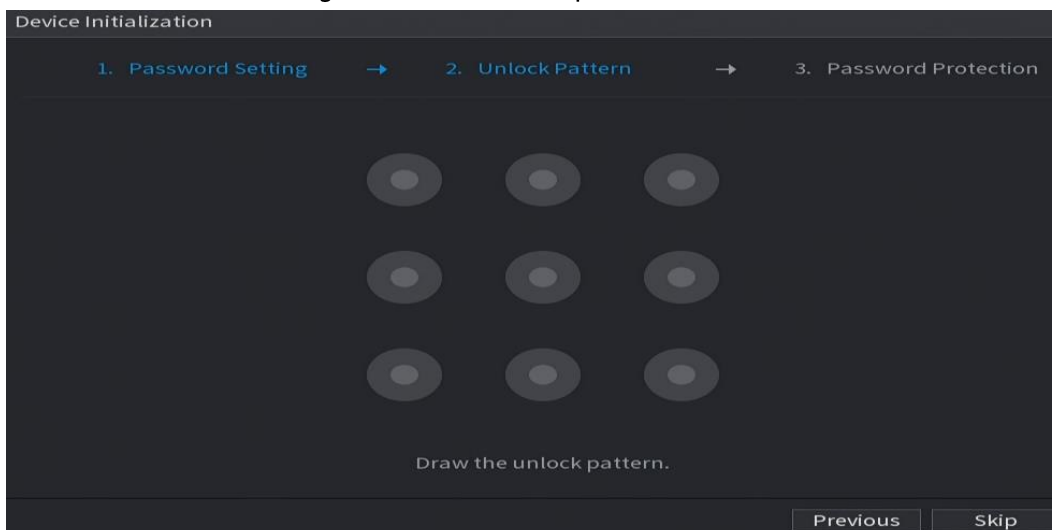 Device Initialization
1. Password Setting → 2. Unlock Pattern → 3. Password Protection
Draw the unlock pattern.
Previous Skip